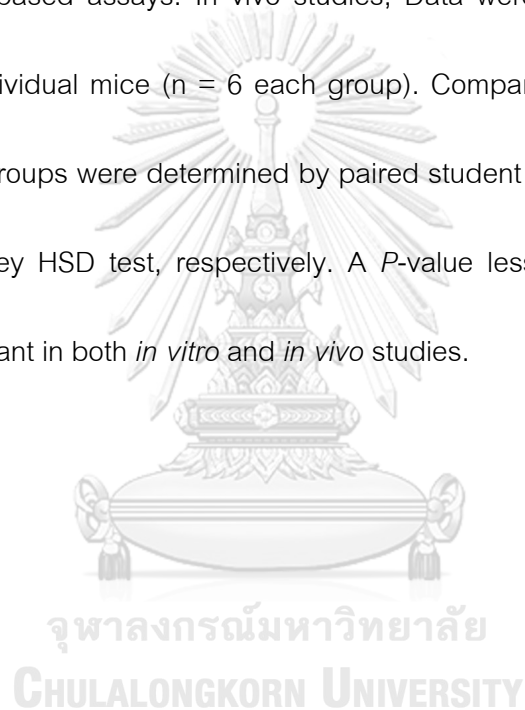 based assays. In vivo studies, Data were
ividual mice (n = 6 each group). Compar
roups were determined by paired student
ey HSD test, respectively. A P-value less
ant in both in vitro and in vivo studies.
จุฬาลงกรณ์มหาวิทยาลัย
CHULALONGKORN UNIVERSITY